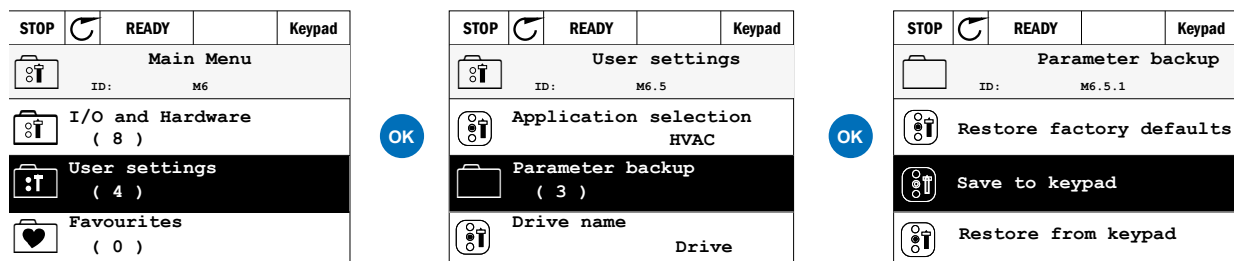 STOP READY Keypad
Main Menu
ID: M6
I/O and Hardware
( 8 )
User settings
( 4 )
Favourites
( 0 )
OK
STOP READY Keypad
User settings
ID: M6.5
Application selection
HVAC
Parameter backup
( 3 )
Drive name
Drive
OK
STOP READY Keypad
Parameter backup
ID: M6.5.1
Restore factory defaults
Save to keypad
Restore from keypad